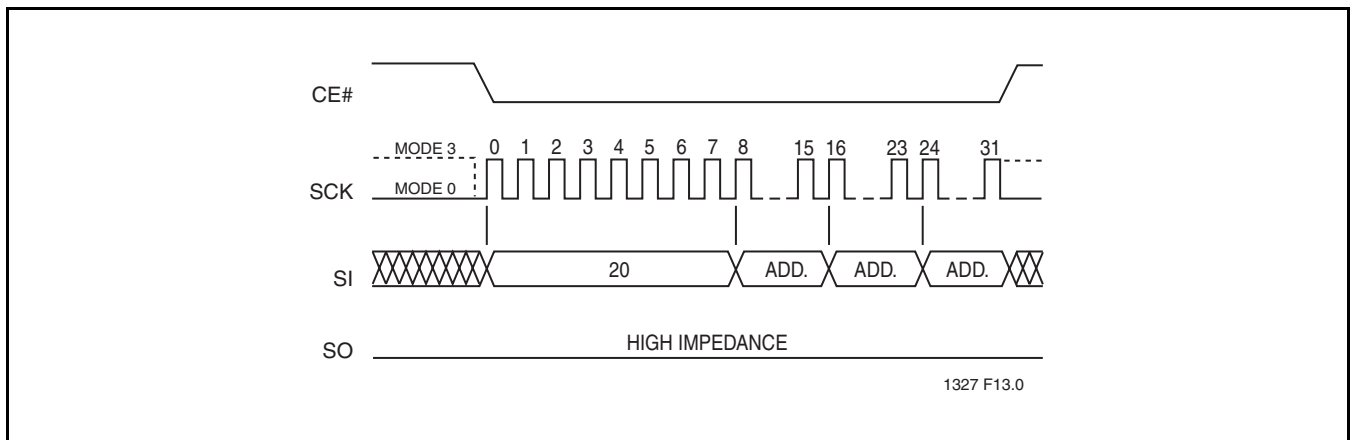 CE#
MODE 3
0 1 2 3 4 5 6 7 8 15 16 23 24 31
SCK
MODE 0
SI
20 ADD. ADD. ADD.
SO
HIGH IMPEDANCE
1327 F13.0